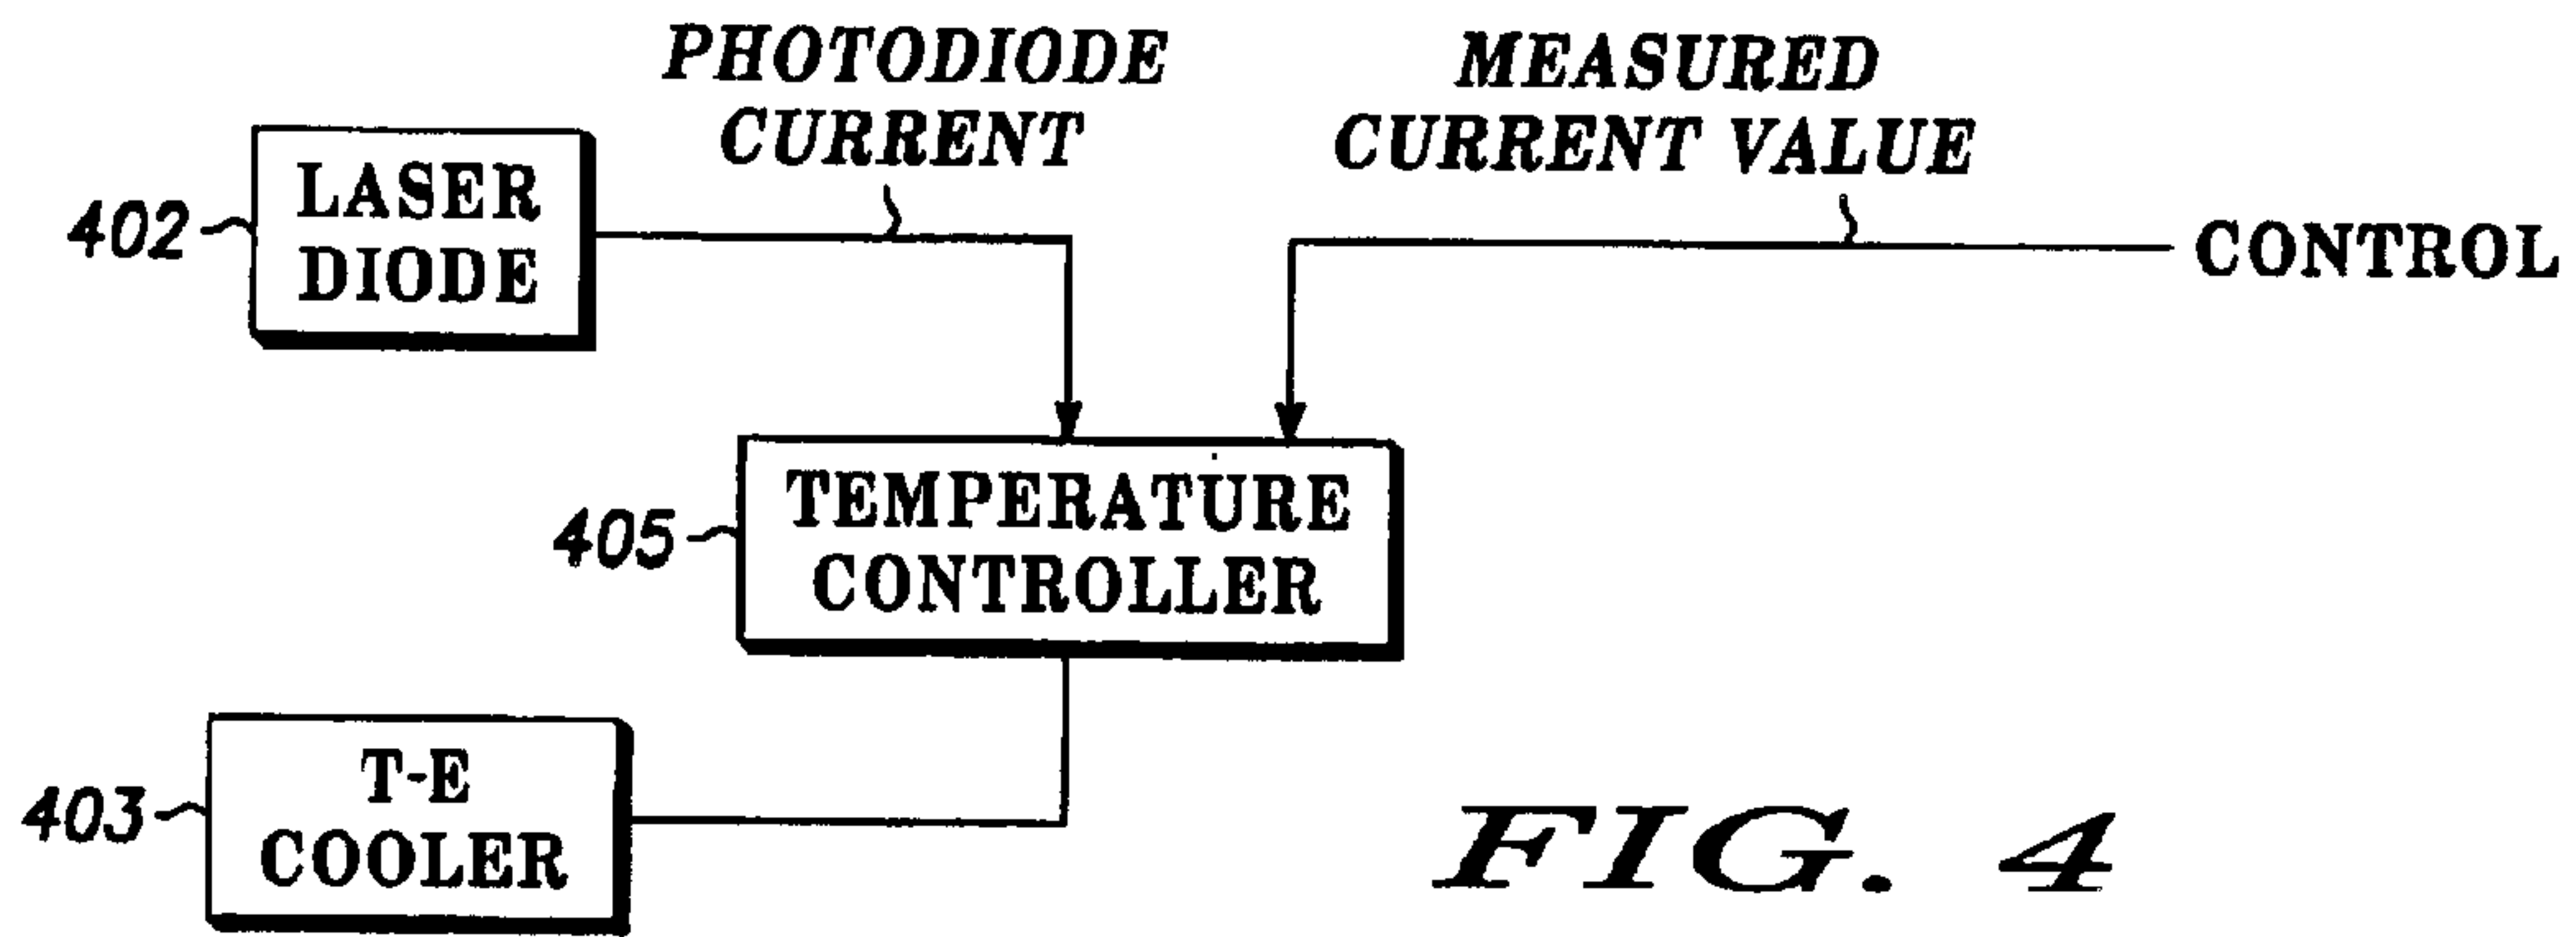 PHOTODIODE
CURRENT
MEASURED
CURRENT VALUE
402
LASER
DIODE
CONTROL
405
TEMPERATURE
CONTROLLER
403
T-E
COOLER
FIG. 4